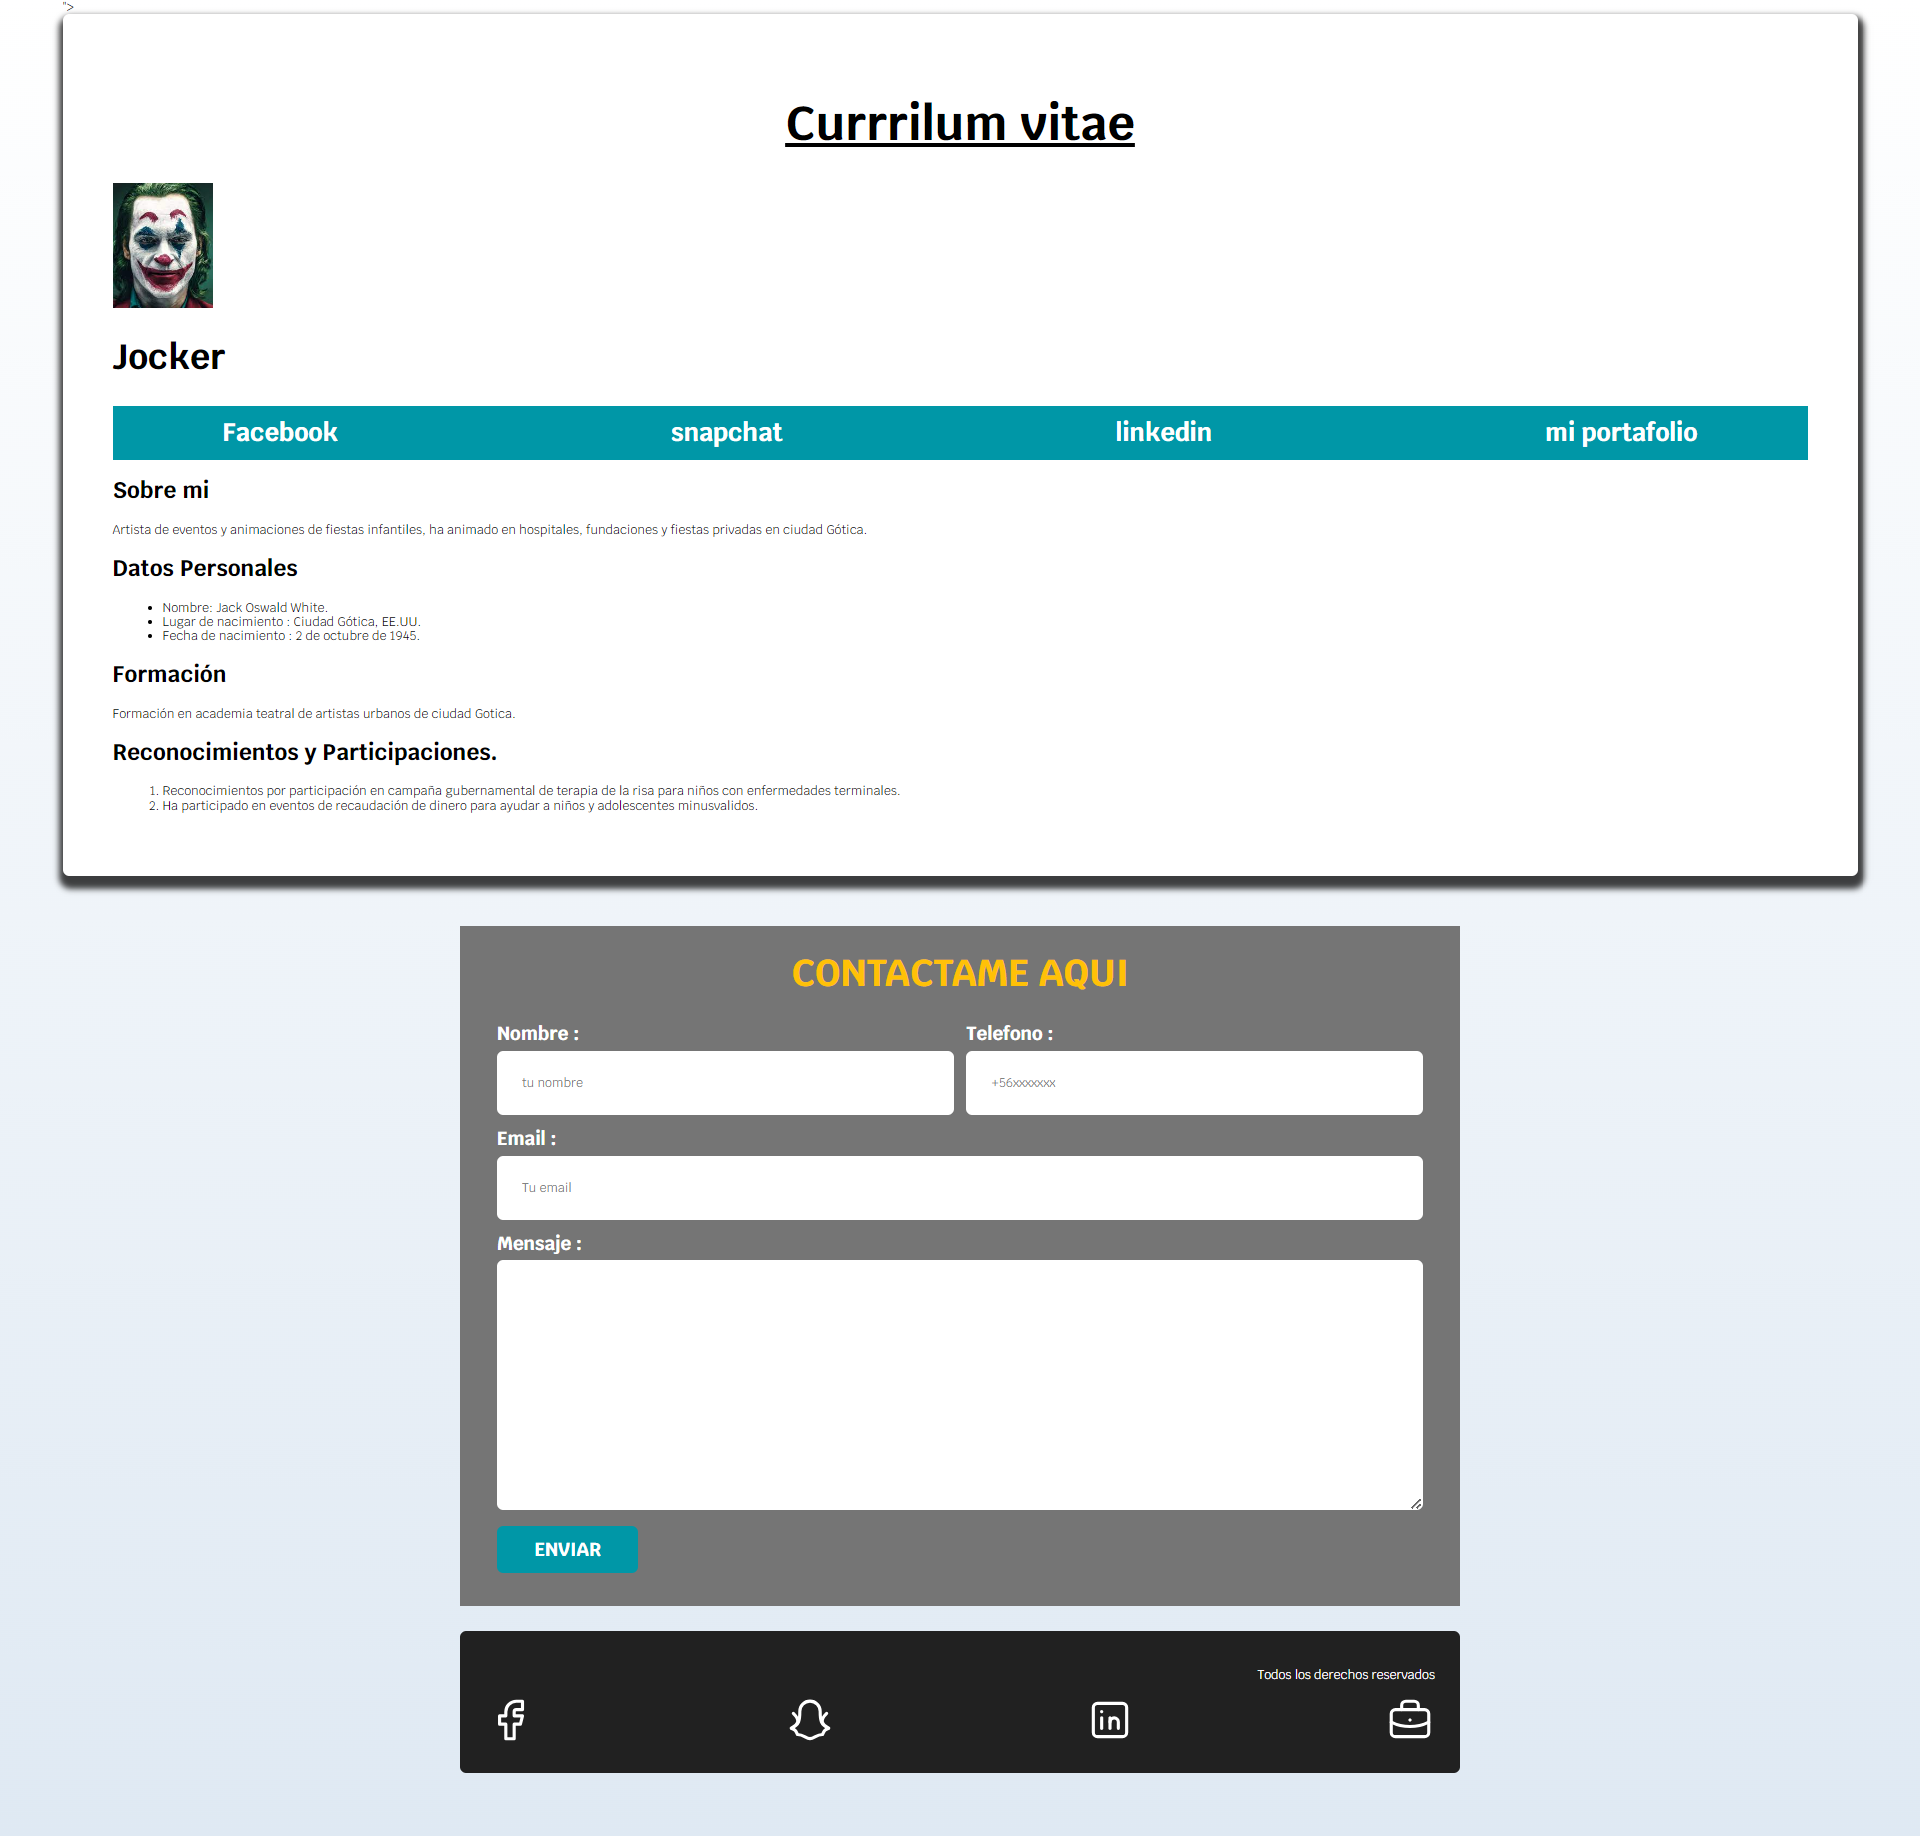 ">
Currrilum vitae
Jocker
Facebook snapchat linkedin mi portafolio
Sobre mi
Artista de eventos y animaciones de fiestas infantiles, ha animado en hospitales, fundaciones y fiestas privadas en ciudad Gótica.
Datos Personales
• Nombre: Jack Oswald White.
• Lugar de nacimiento : Ciudad Gótica, EE.UU.
• Fecha de nacimiento : 2 de octubre de 1945.
Formación
Formación en academia teatral de artistas urbanos de ciudad Gotica.
Reconocimientos y Participaciones.
1. Reconocimientos por participación en campaña gubernamental de terapia de la risa para niños con enfermedades terminales.
2. Ha participado en eventos de recaudación de dinero para ayudar a niños y adolescentes minusvalidos.
CONTACTAME AQUI
Nombre : Telefono :
tu nombre +56xxxxxxx
Email :
Tu email
Mensaje :
ENVIAR
Todos los derechos reservados